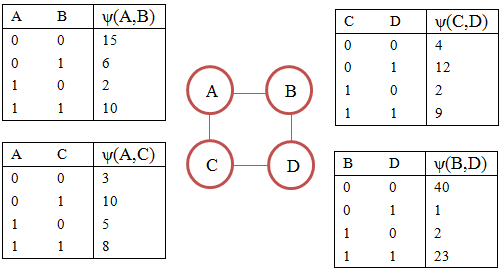 A B ψ(A,B)
0 0 15
0 1 6
1 0 2
1 1 10
A C ψ(A,C)
0 0 3
0 1 10
1 0 5
1 1 8
A B
C D
C D ψ(C,D)
0 0 4
0 1 12
1 0 2
1 1 9
B D ψ(B,D)
0 0 40
0 1 1
1 0 2
1 1 23